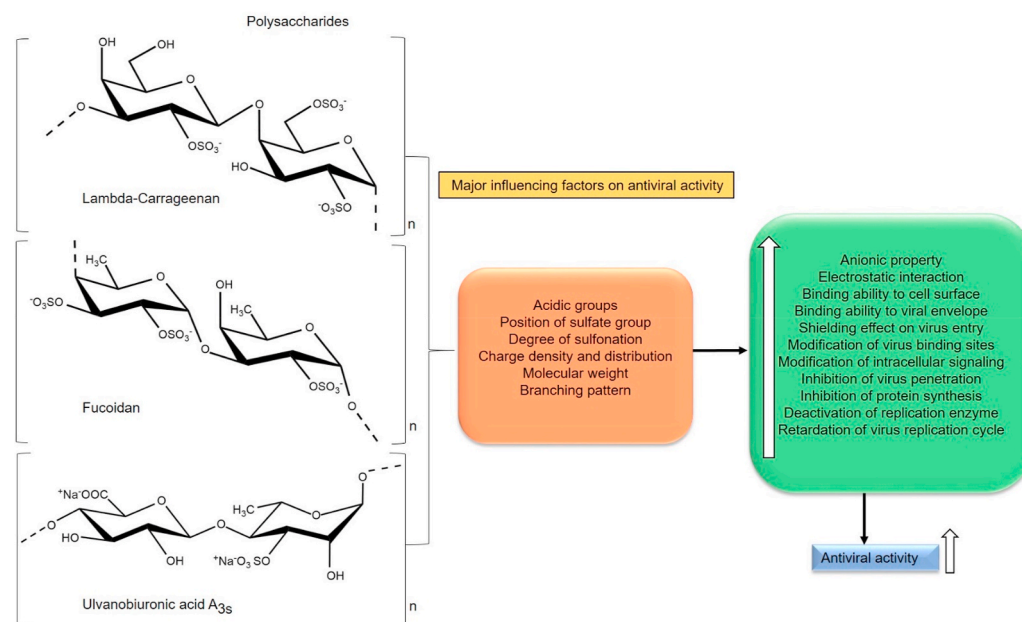 Polysaccharides
OH
OH
O
O
O
OSO₃⁻
OSO₃⁻
O
HO
⁻O₃SO
Lambda-Carrageenan
n
Major influencing factors on antiviral activity
H₃C
O
⁻O₃SO
OSO₃⁻
O
OH
H₃C
O
OSO₃⁻
O
Fucoidan
n
Acidic groups
Position of sulfate group
Degree of sulfonation
Charge density and distribution
Molecular weight
Branching pattern
Anionic property
Electrostatic interaction
Binding ability to cell surface
Binding ability to viral envelope
Shielding effect on virus entry
Modification of virus binding sites
Modification of intracellular signaling
Inhibition of virus penetration
Inhibition of protein synthesis
Deactivation of replication enzyme
Retardation of virus replication cycle
⁺Na⁻OOC
O
O
HO
OH
O
H₃C
O
O
⁺Na⁻O₃SO
OH
Ulvanobiuronic acid A₃s
n
Antiviral activity